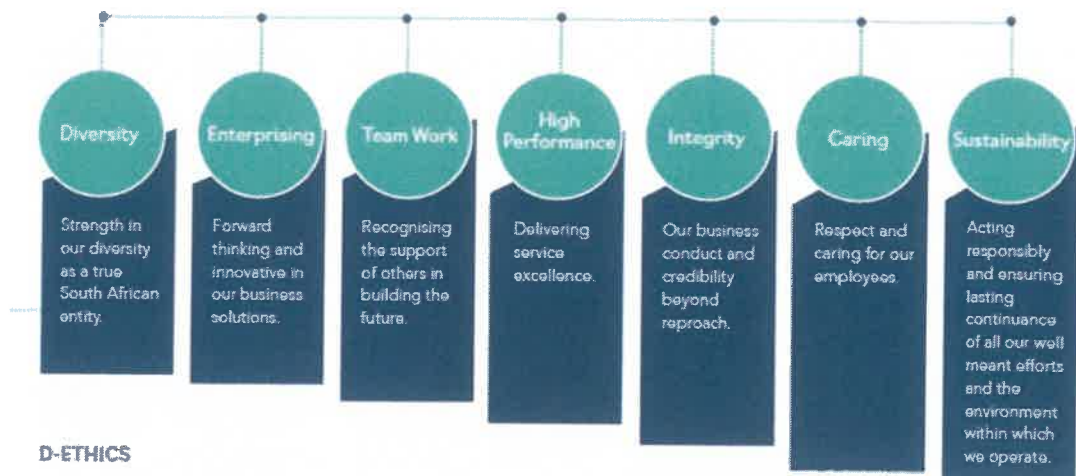 Diversity
Strength in
our diversity
as a true
South African
entity.
Enterprising
Forward
thinking and
innovative in
our business
solutions.
Team Work
Recognising
the support
of others in
building the
future.
High
Performance
Delivering
service
excellence.
Integrity
Our business
conduct and
credibility
beyond
reproach.
Caring
Respect and
caring for our
employees.
Sustainability
Acting
responsibly
and ensuring
lasting
continuance
of all our well
meant efforts
and the
environment
within which
we operate.
D-ETHICS